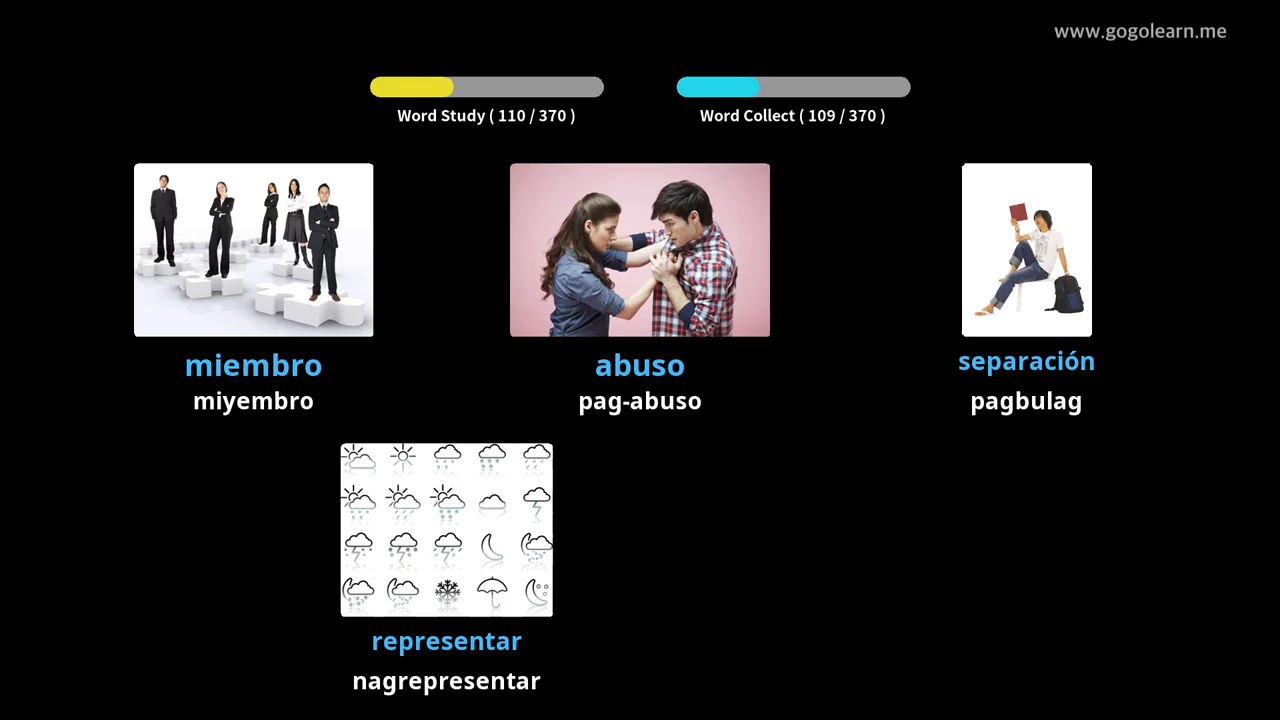 www.gogolearn.me
Word Study ( 110 / 370 )
Word Collect ( 109 / 370 )
miembro
miyembro
abuso
pag-abuso
separación
pagbulag
representar
nagrepresentar